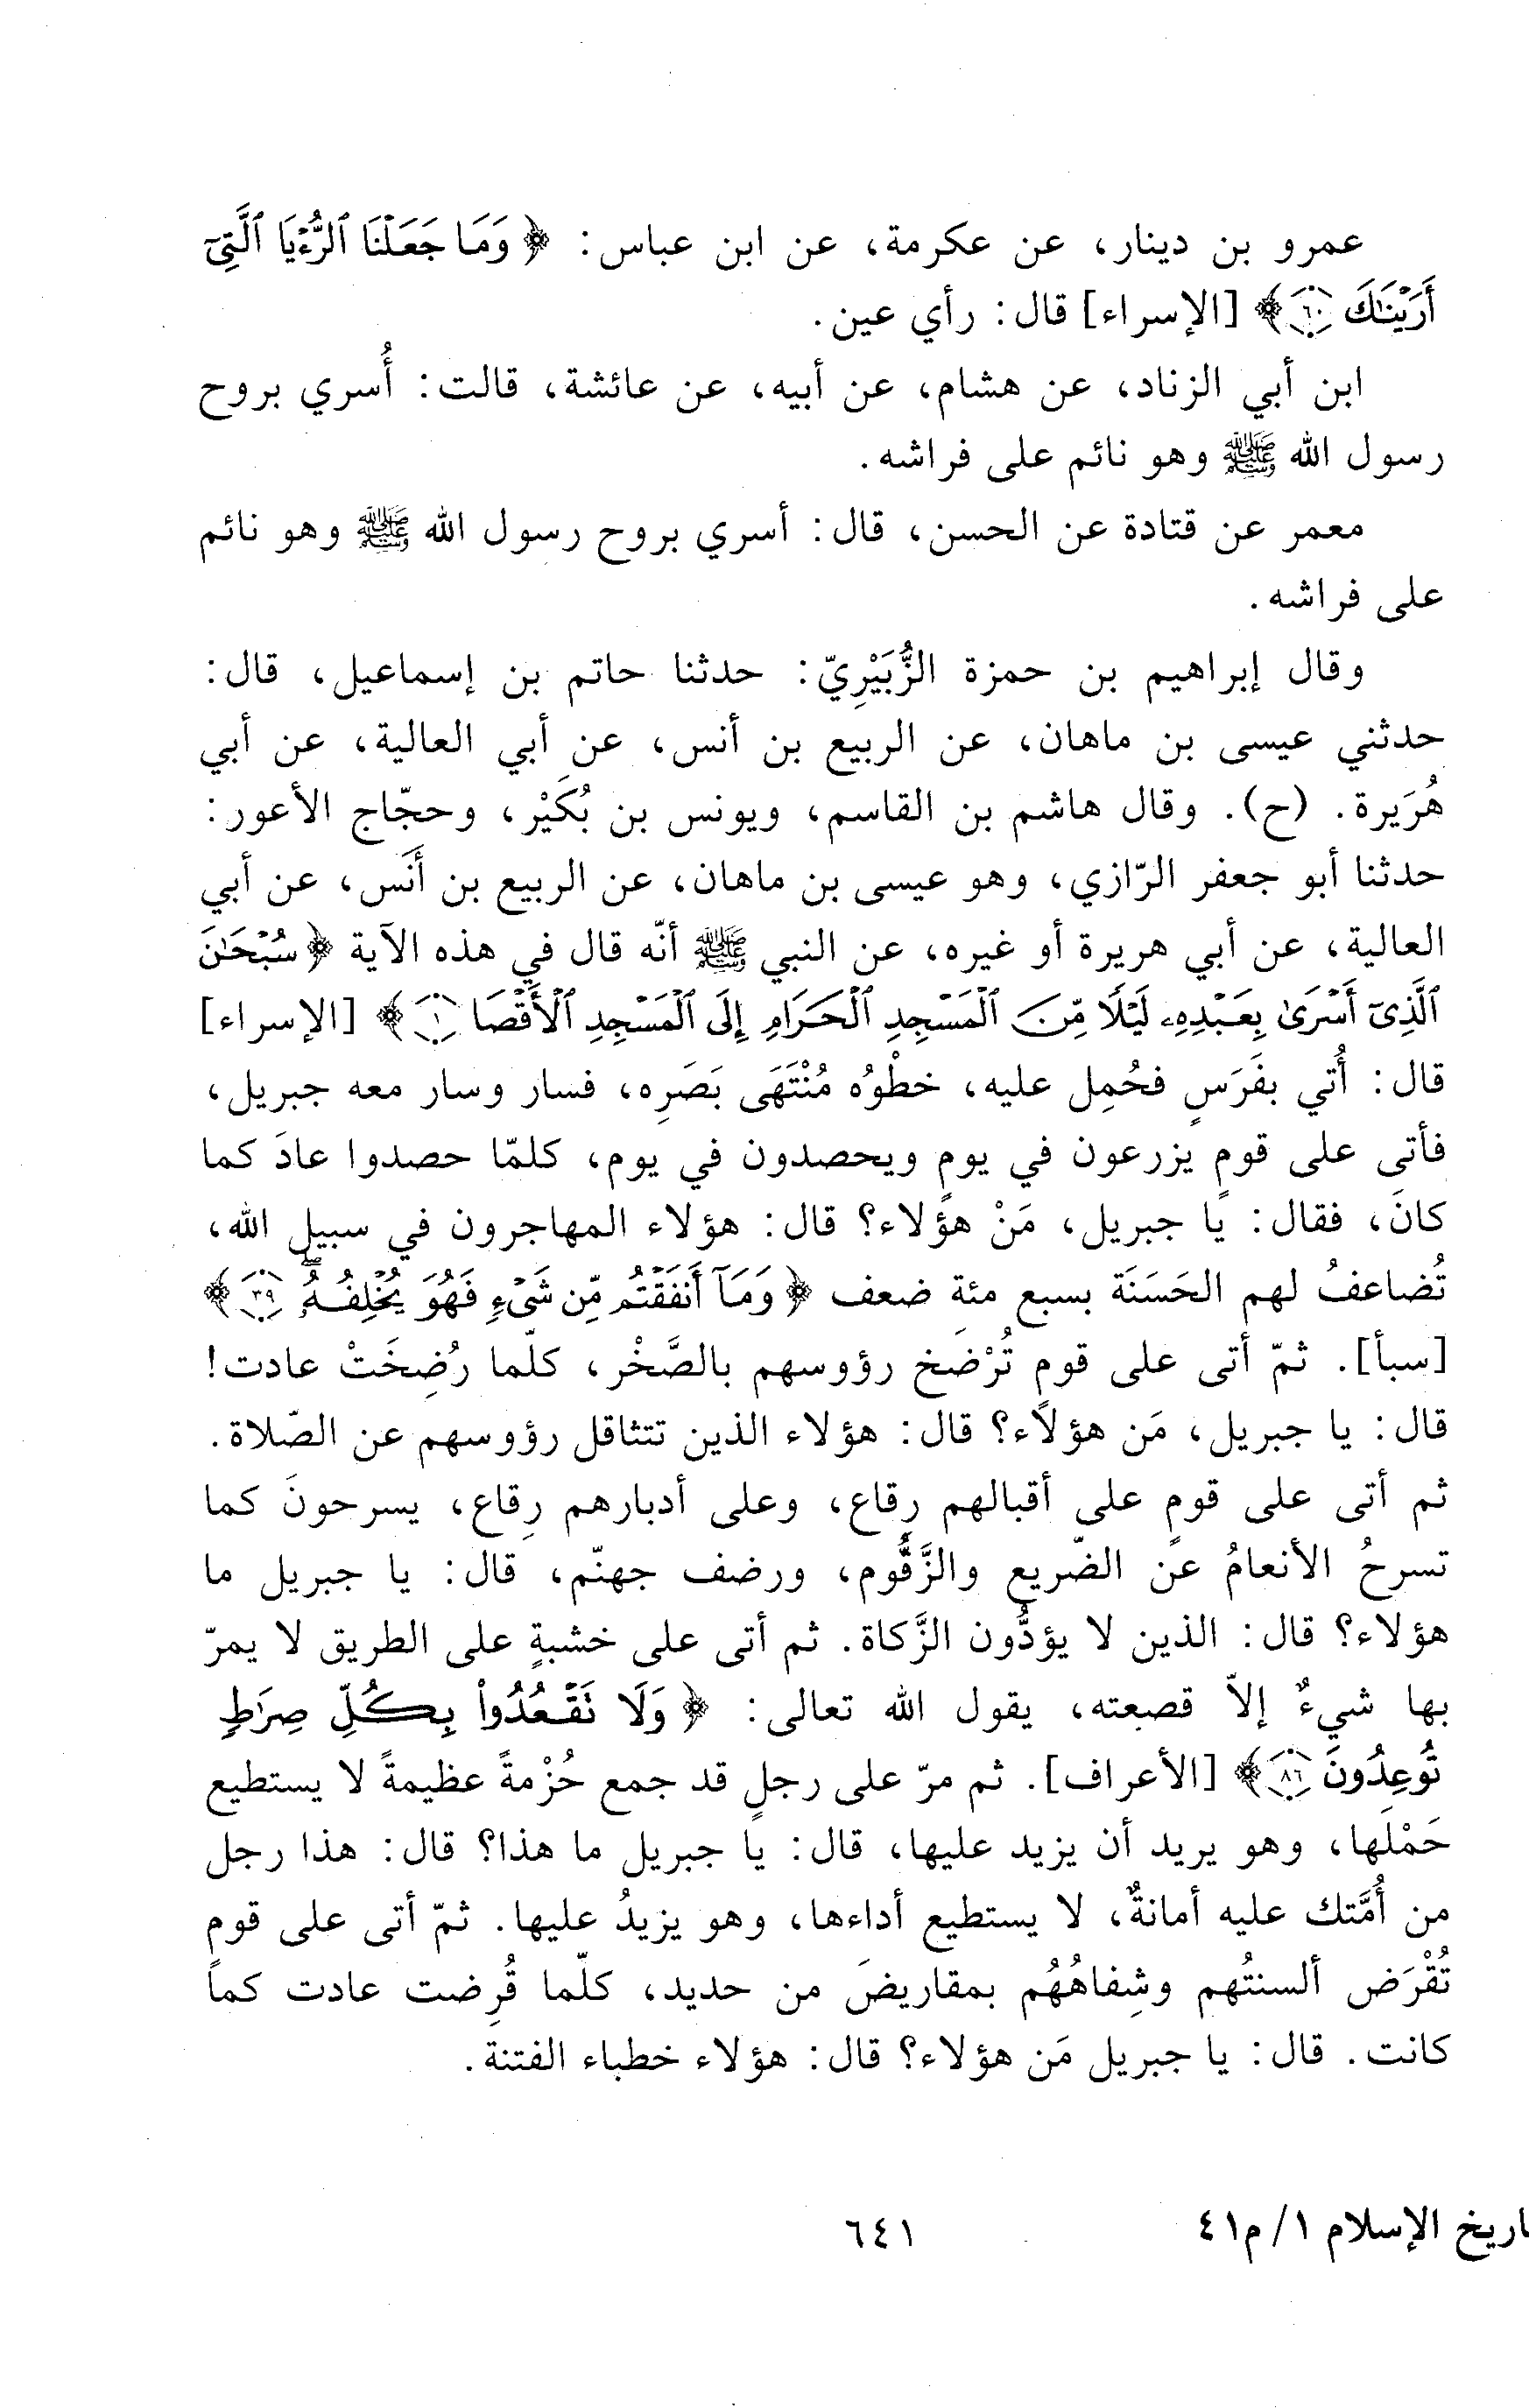 عمرو بن دينار، عن عكرمة، عن ابن عباس: ﴿وَمَا جَعَلْنَا ٱلرُّءْيَا ٱلَّتِىٓ
أَرَيْنَٰكَ ٦٠﴾ [الإسراء] قال: رأي عين.
ابن أبي الزناد، عن هشام، عن أبيه، عن عائشة، قالت: أُسري بروح
رسول الله ﷺ وهو نائم على فراشه.
معمر عن قتادة عن الحسن، قال: أسري بروح رسول الله ﷺ وهو نائم
على فراشه.
وقال إبراهيم بن حمزة الزُّبَيْرِيّ: حدثنا حاتم بن إسماعيل، قال:
حدثني عيسى بن ماهان، عن الربيع بن أنس، عن أبي العالية، عن أبي
هُرَيرة. (ح). وقال هاشم بن القاسم، ويونس بن بُكَيْر، وحجّاج الأعور:
حدثنا أبو جعفر الرّازي، وهو عيسى بن ماهان، عن الربيع بن أَنَس، عن أبي
العالية، عن أبي هريرة أو غيره، عن النبي ﷺ أنّه قال في هذه الآية ﴿سُبْحَٰنَ
ٱلَّذِىٓ أَسْرَىٰ بِعَبْدِهِۦ لَيْلًا مِّنَ ٱلْمَسْجِدِ ٱلْحَرَامِ إِلَى ٱلْمَسْجِدِ ٱلْأَقْصَا ١﴾ [الإسراء]
قال: أُتي بفَرَسٍ فحُمِل عليه، خطْوُه مُنْتَهَى بَصَرِه، فسار وسار معه جبريل،
فأتى على قومٍ يزرعون في يومٍ ويحصدون في يوم، كلمّا حصدوا عادَ كما
كانَ، فقال: يا جبريل، مَنْ هؤلاء؟ قال: هؤلاء المهاجرون في سبيل الله،
تُضاعفُ لهم الحَسَنَة بسبع مئة ضعف ﴿وَمَآ أَنفَقْتُم مِّن شَىْءٍ فَهُوَ يُخْلِفُهُۥ ۖ ٣٩﴾
[سبأ]. ثمّ أتى على قومٍ تُرْضَخ رؤوسهم بالصَّخْر، كلّما رُضِخَتْ عادت!
قال: يا جبريل، مَن هؤلاء؟ قال: هؤلاء الذين تتثاقل رؤوسهم عن الصّلاة.
ثم أتى على قومٍ على أقبالهم رِقاع، وعلى أدبارهم رِقاع، يسرحونَ كما
تسرحُ الأنعامُ عن الضّريع والزَّقُّوم، ورضف جهنّم، قال: يا جبريل ما
هؤلاء؟ قال: الذين لا يؤدُّون الزَّكاة. ثم أتى على خشبةٍ على الطريق لا يمرّ
بها شيءٌ إلاّ قصعته، يقول الله تعالى: ﴿وَلَا تَقْعُدُوا۟ بِكُلِّ صِرَٰطٍ
تُوعِدُونَ ٨٦﴾ [الأعراف]. ثم مرّ على رجلٍ قد جمع حُزْمةً عظيمةً لا يستطيع
حَمْلَها، وهو يريد أن يزيد عليها، قال: يا جبريل ما هذا؟ قال: هذا رجل
من أُمَّتك عليه أمانةٌ، لا يستطيع أداءها، وهو يزيدُ عليها. ثمّ أتى على قومٍ
تُقْرَض ألسنتُهم وشِفاهُهُم بمقاريضَ من حديد، كلّما قُرِضت عادت كما
كانت. قال: يا جبريل مَن هؤلاء؟ قال: هؤلاء خطباء الفتنة.
اريخ الإسلام ١/ م٤١
٦٤١